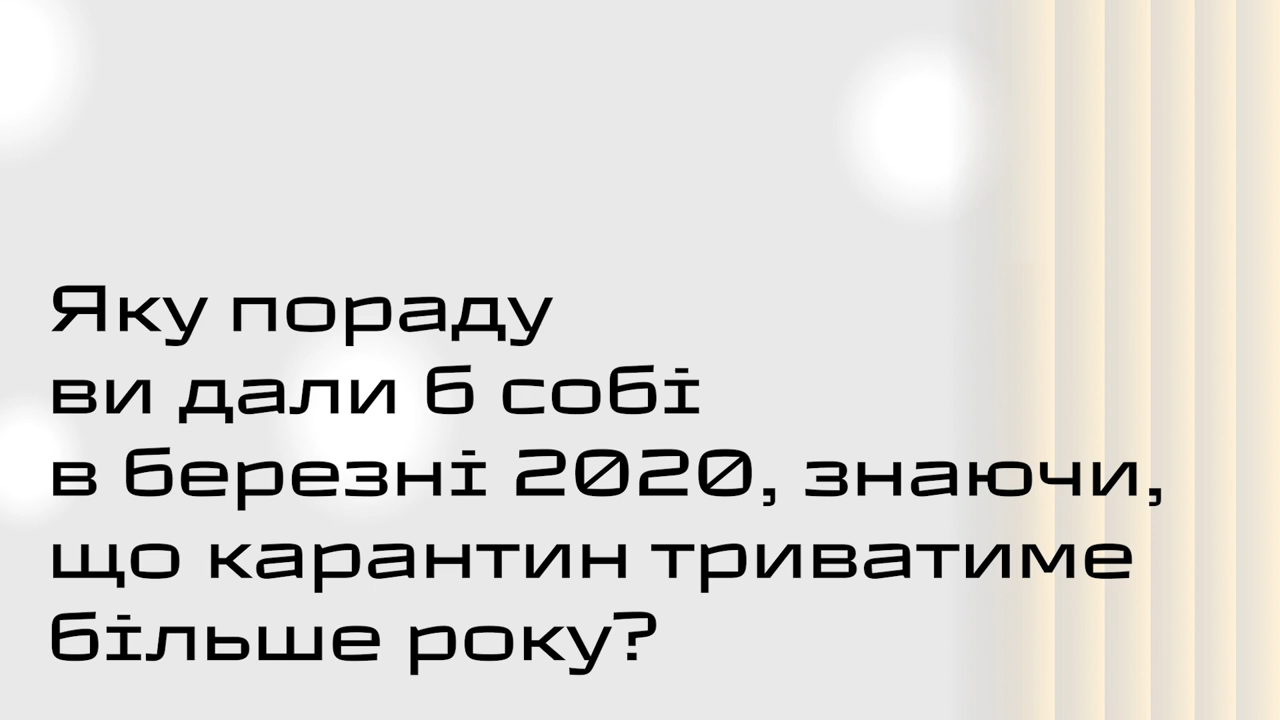 Яку пораду
ви дали б собі
в березні 2020, знаючи,
що карантин триватиме
більше року?